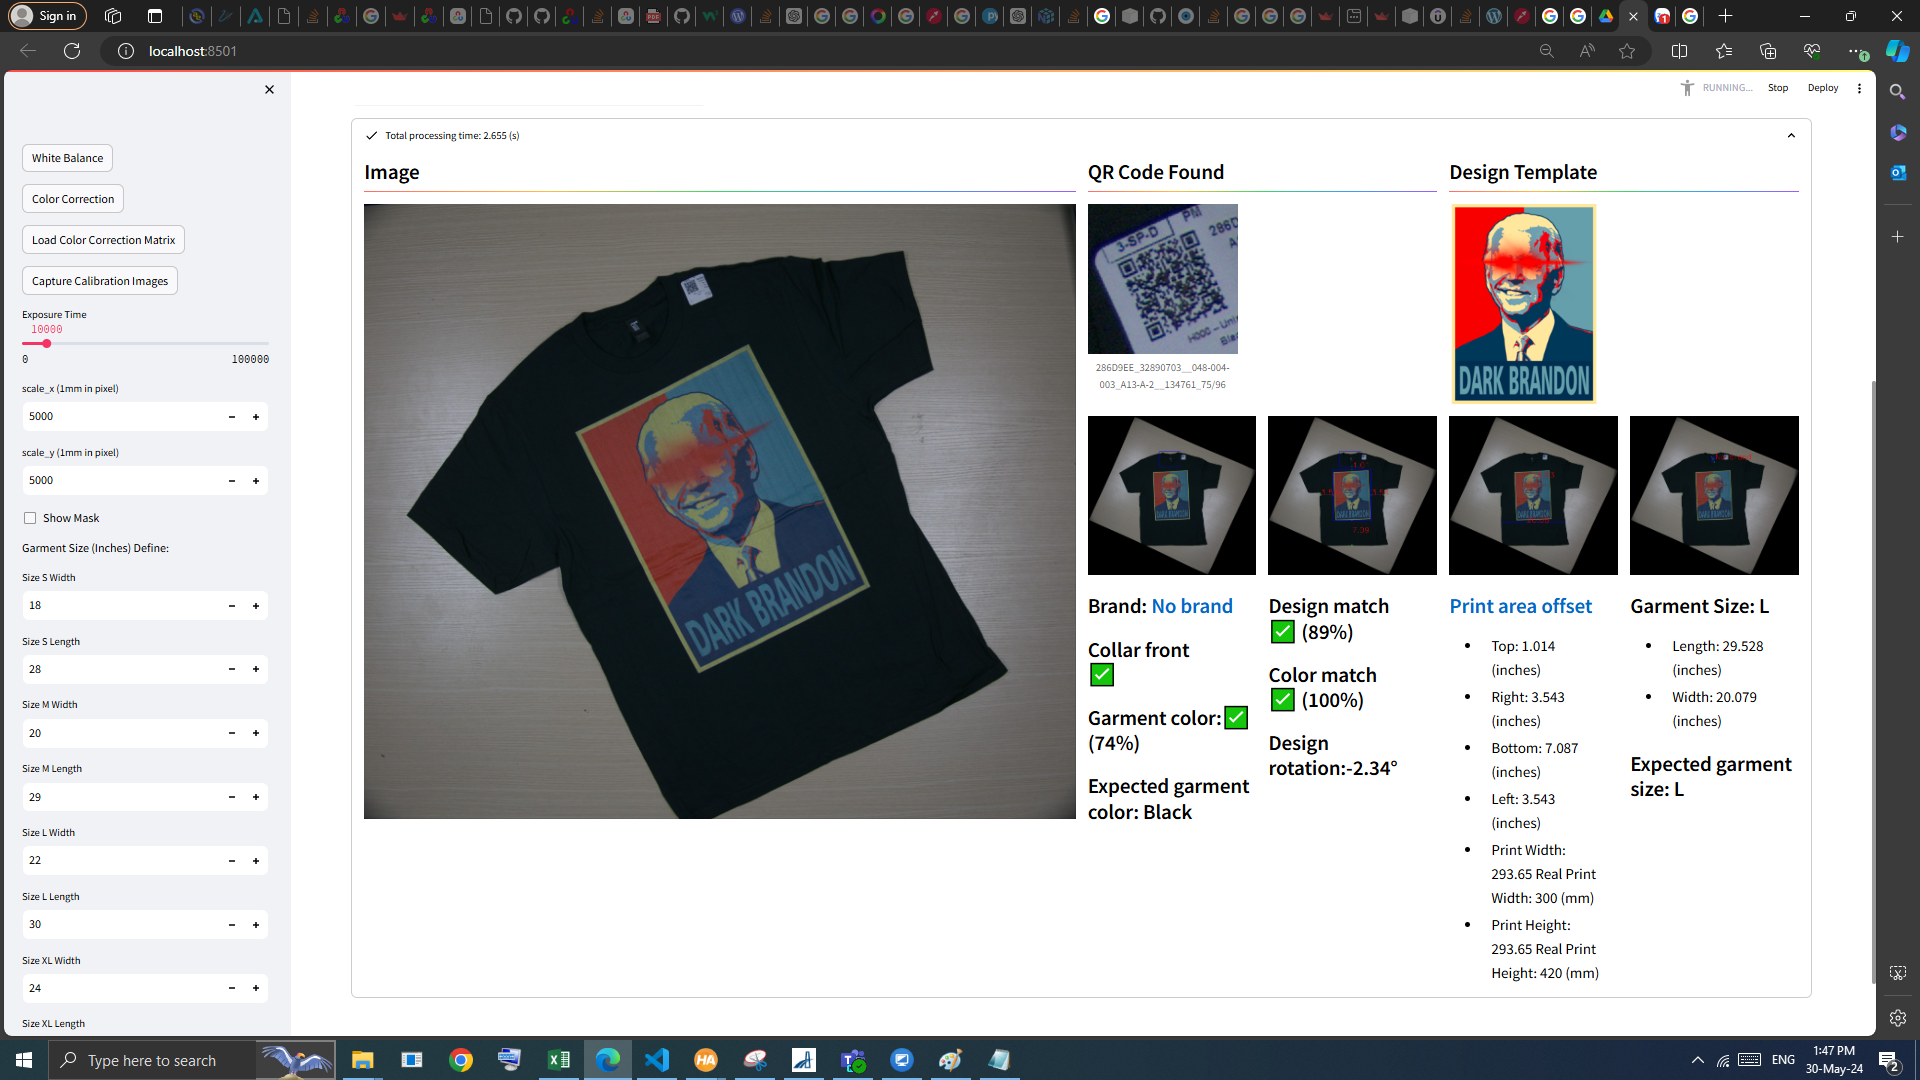 Sign in
localhost:8501
RUNNING...
Stop
Deploy
White Balance
Color Correction
Load Color Correction Matrix
Capture Calibration Images
Exposure Time
10000
0
100000
scale_x (1mm in pixel)
5000
scale_y (1mm in pixel)
5000
Show Mask
Garment Size (Inches) Define:
Size S Width
18
Size S Length
28
Size M Width
20
Size M Length
29
Size L Width
22
Size L Length
30
Size XL Width
24
Size XL Length
Total processing time: 2.655 (s)
Image
DARK BRANDON
QR Code Found
PM
3-SP-D
286D
286D9EE_32890703__048-004-
003_A13-A-2__134761_75/96
Design Template
DARK BRANDON
Brand: No brand
Collar front
Garment color:
(74%)
Expected garment
color: Black
Design match
(89%)
Color match
(100%)
Design
rotation:-2.34°
Print area offset
Top: 1.014
(inches)
Right: 3.543
(inches)
Bottom: 7.087
(inches)
Left: 3.543
(inches)
Print Width:
293.65 Real Print
Width: 300 (mm)
Print Height:
293.65 Real Print
Height: 420 (mm)
Garment Size: L
Length: 29.528
(inches)
Width: 20.079
(inches)
Expected garment
size: L
Type here to search
ENG
1:47 PM
30-May-24
2